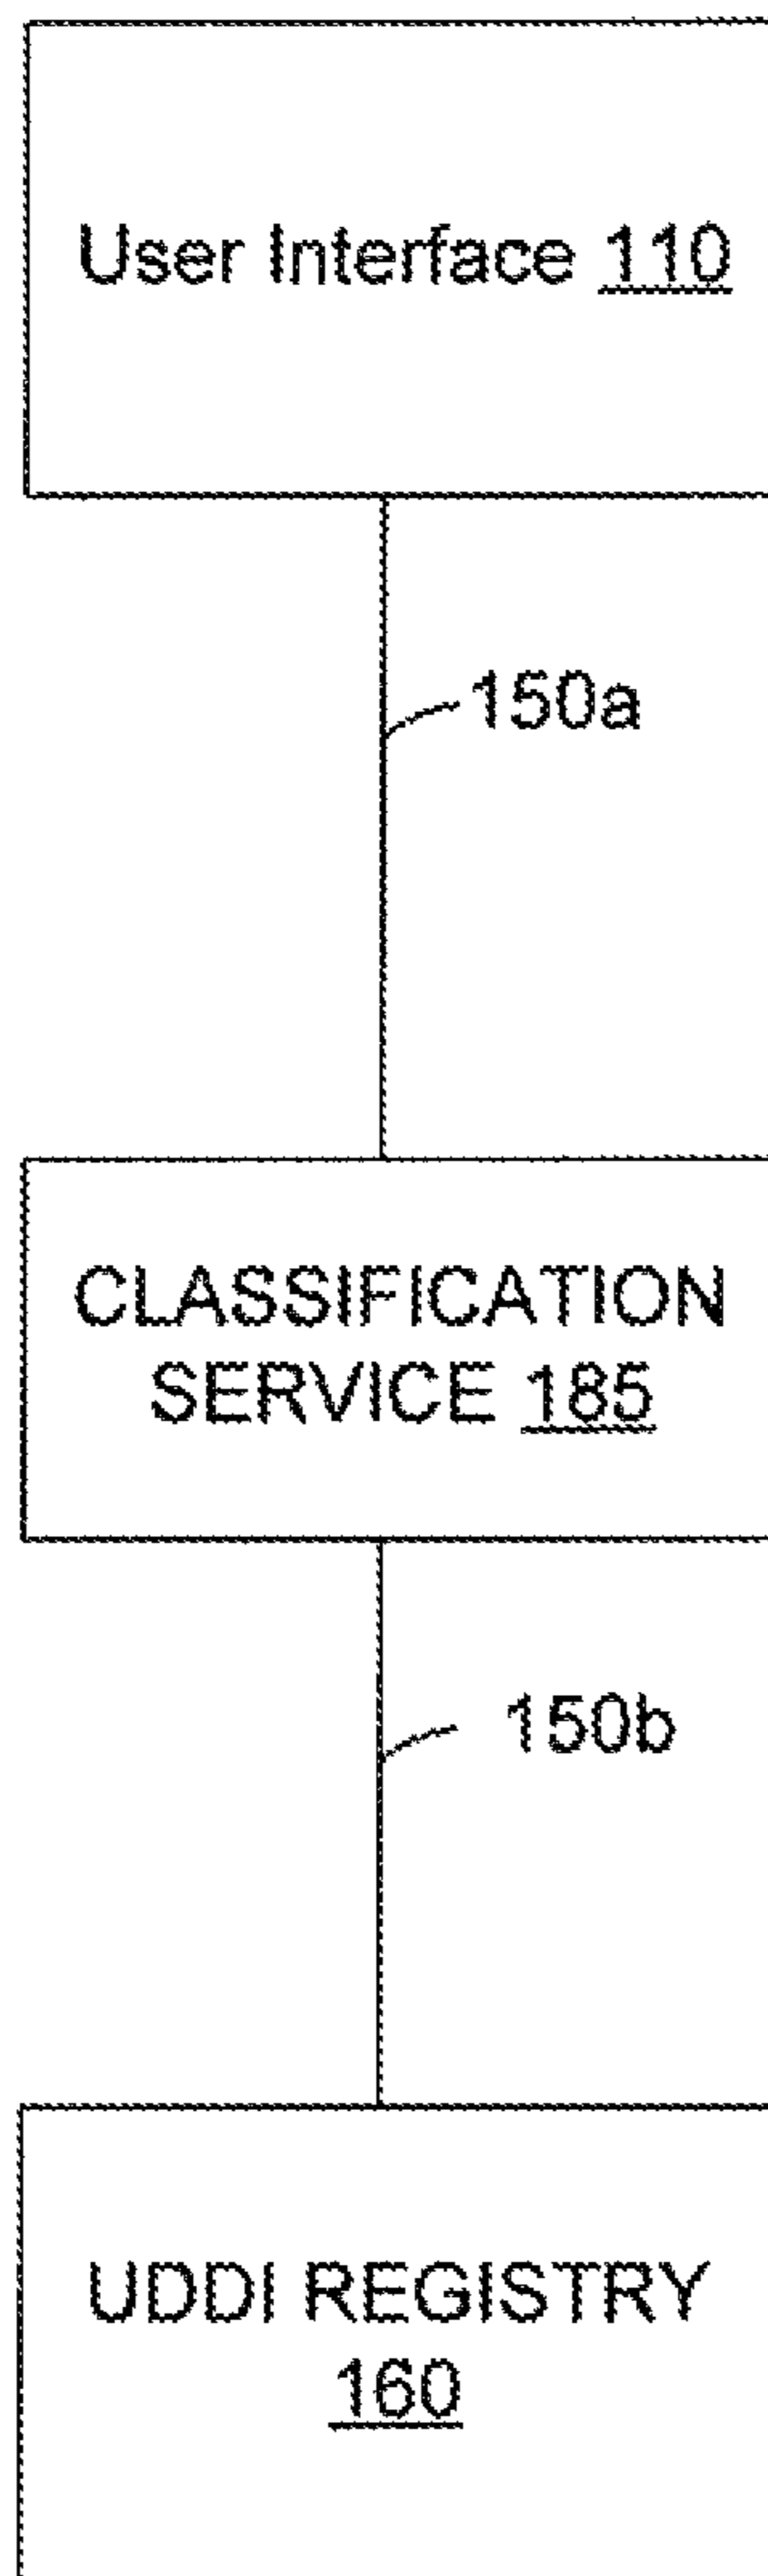 User Interface 110
150a
CLASSIFICATION
SERVICE 185
150b
UDDI REGISTRY
160